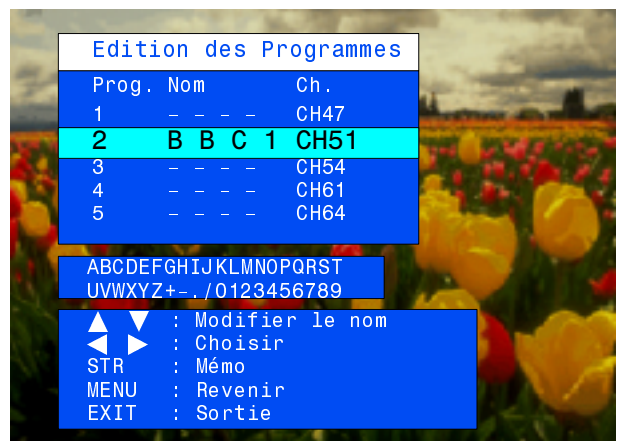 Edition des Programmes
Prog. Nom Ch.
1 – – – – CH47
2 B B C 1 CH51
3 – – – – CH54
4 – – – – CH61
5 – – – – CH64
ABCDEFGHIJKLMNOPQRST
UVWXYZ+–./0123456789
▲ ▼ : Modifier le nom
◀ ▶ : Choisir
STR : Mémo
MENU : Revenir
EXIT : Sortie